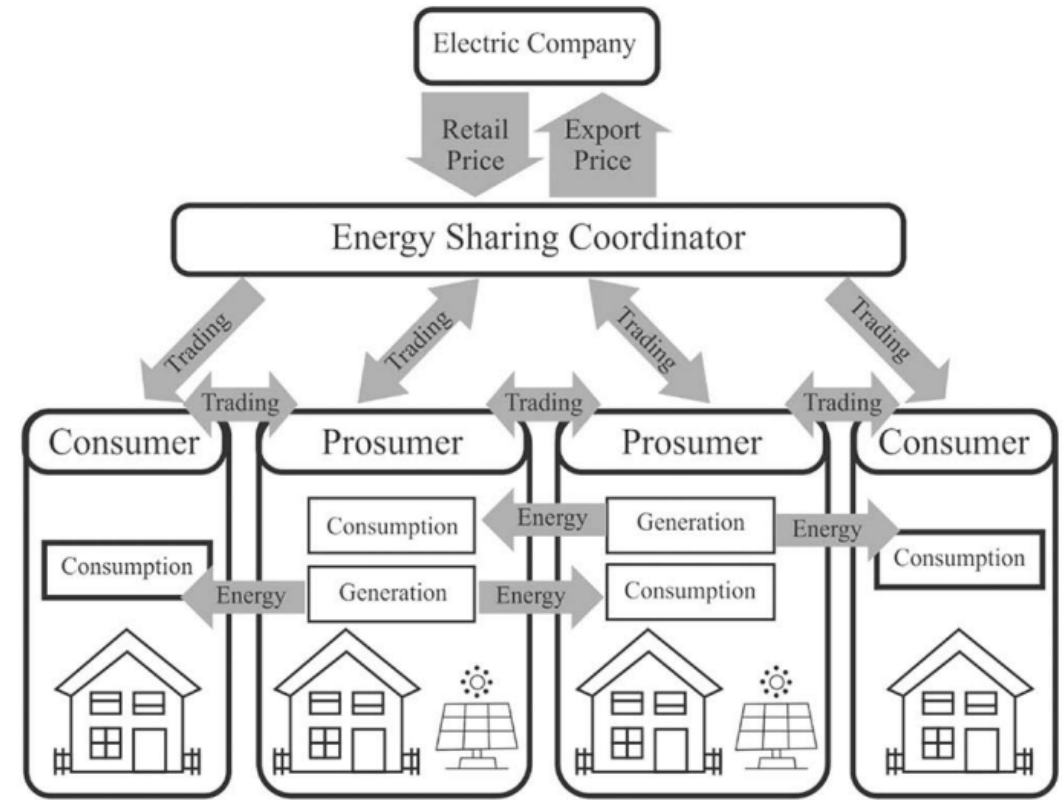 Electric Company
Retail
Price
Export
Price
Energy Sharing Coordinator
Trading
Trading
Trading
Trading
Trading
Trading
Trading
Consumer
Prosumer
Prosumer
Consumer
Consumption
Energy
Generation
Energy
Consumption
Consumption
Energy
Generation
Energy
Consumption